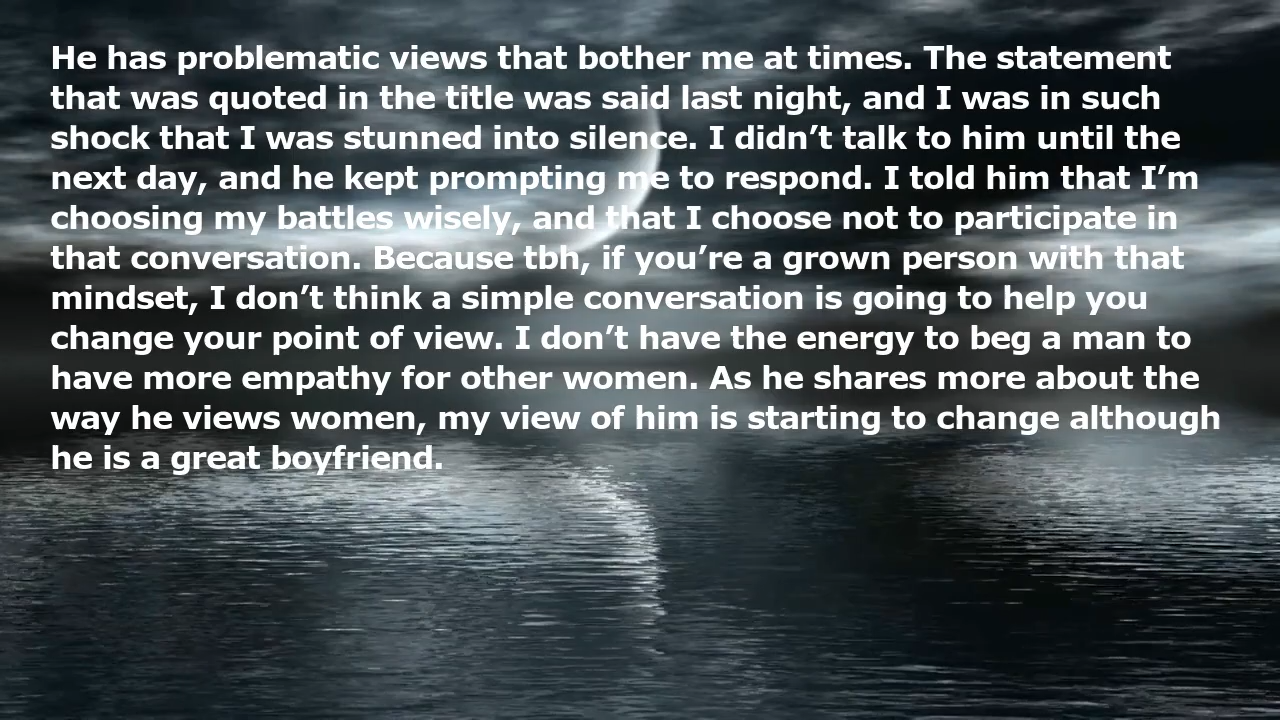 He has problematic views that bother me at times. The statement
that was quoted in the title was said last night, and I was in such
shock that I was stunned into silence. I didn’t talk to him until the
next day, and he kept prompting me to respond. I told him that I’m
choosing my battles wisely, and that I choose not to participate in
that conversation. Because tbh, if you’re a grown person with that
mindset, I don’t think a simple conversation is going to help you
change your point of view. I don’t have the energy to beg a man to
have more empathy for other women. As he shares more about the
way he views women, my view of him is starting to change although
he is a great boyfriend.